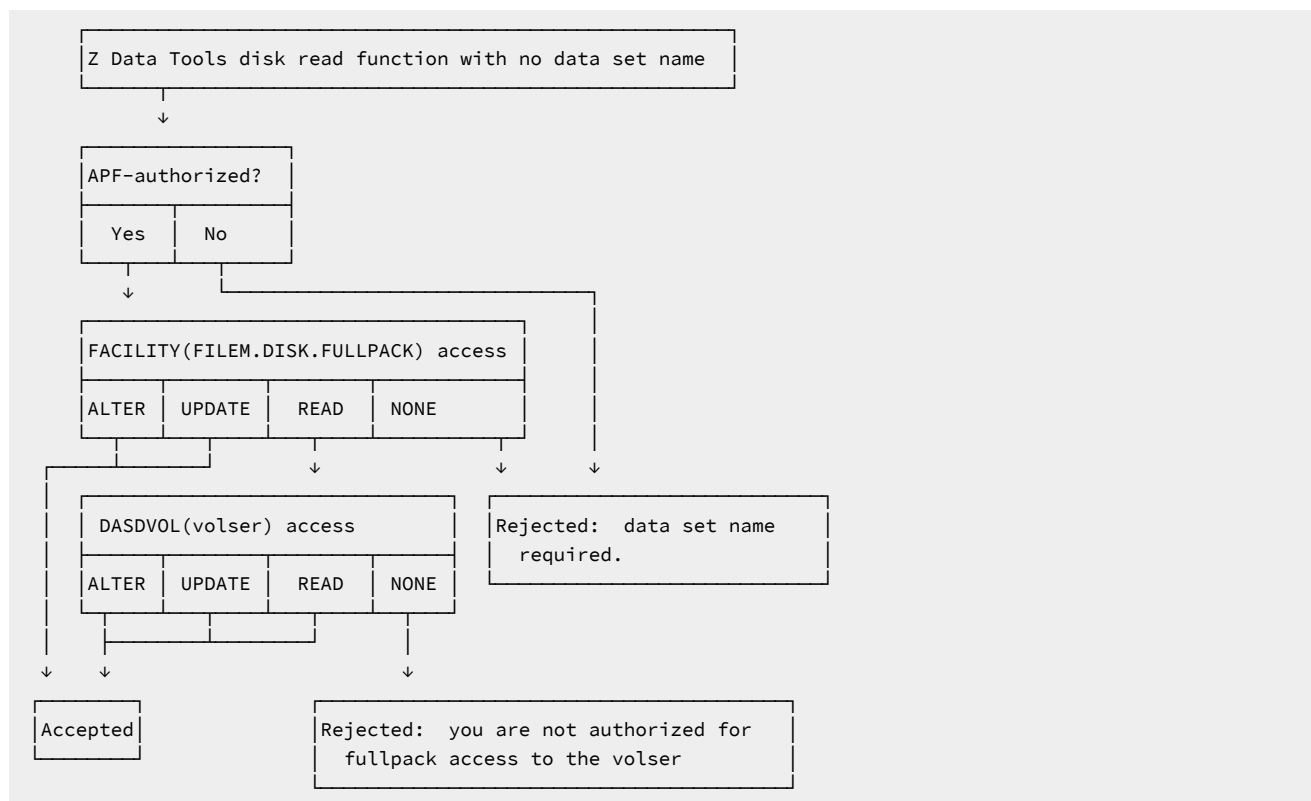 Z Data Tools disk read function with no data set name
APF-authorized?
Yes No
FACILITY(FILEM.DISK.FULLPACK) access
ALTER UPDATE READ NONE
DASDVOL(volser) access
ALTER UPDATE READ NONE
Rejected: data set name
required.
Accepted
Rejected: you are not authorized for
fullpack access to the volser